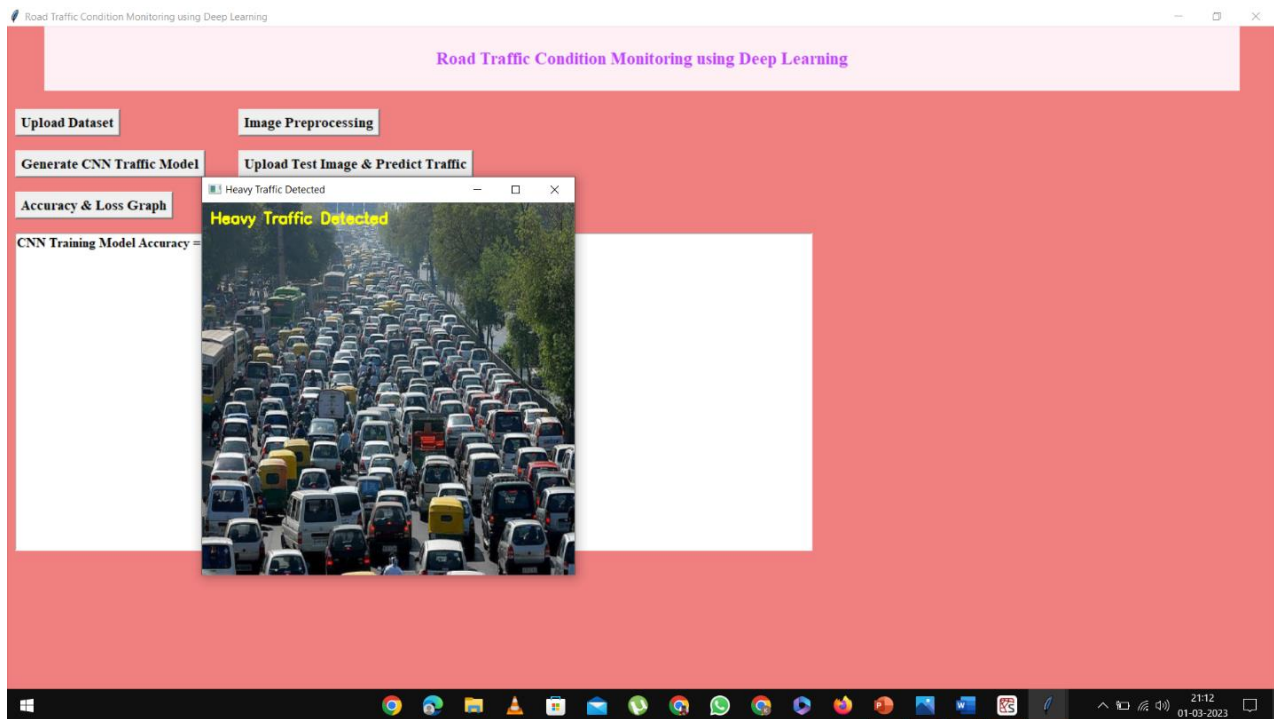 Road Traffic Condition Monitoring using Deep Learning
Road Traffic Condition Monitoring using Deep Learning
Upload Dataset
Image Preprocessing
Generate CNN Traffic Model
Upload Test Image & Predict Traffic
Accuracy & Loss Graph
Heavy Traffic Detected
Heavy Traffic Detected
CNN Training Model Accuracy =
21:12
01-03-2023